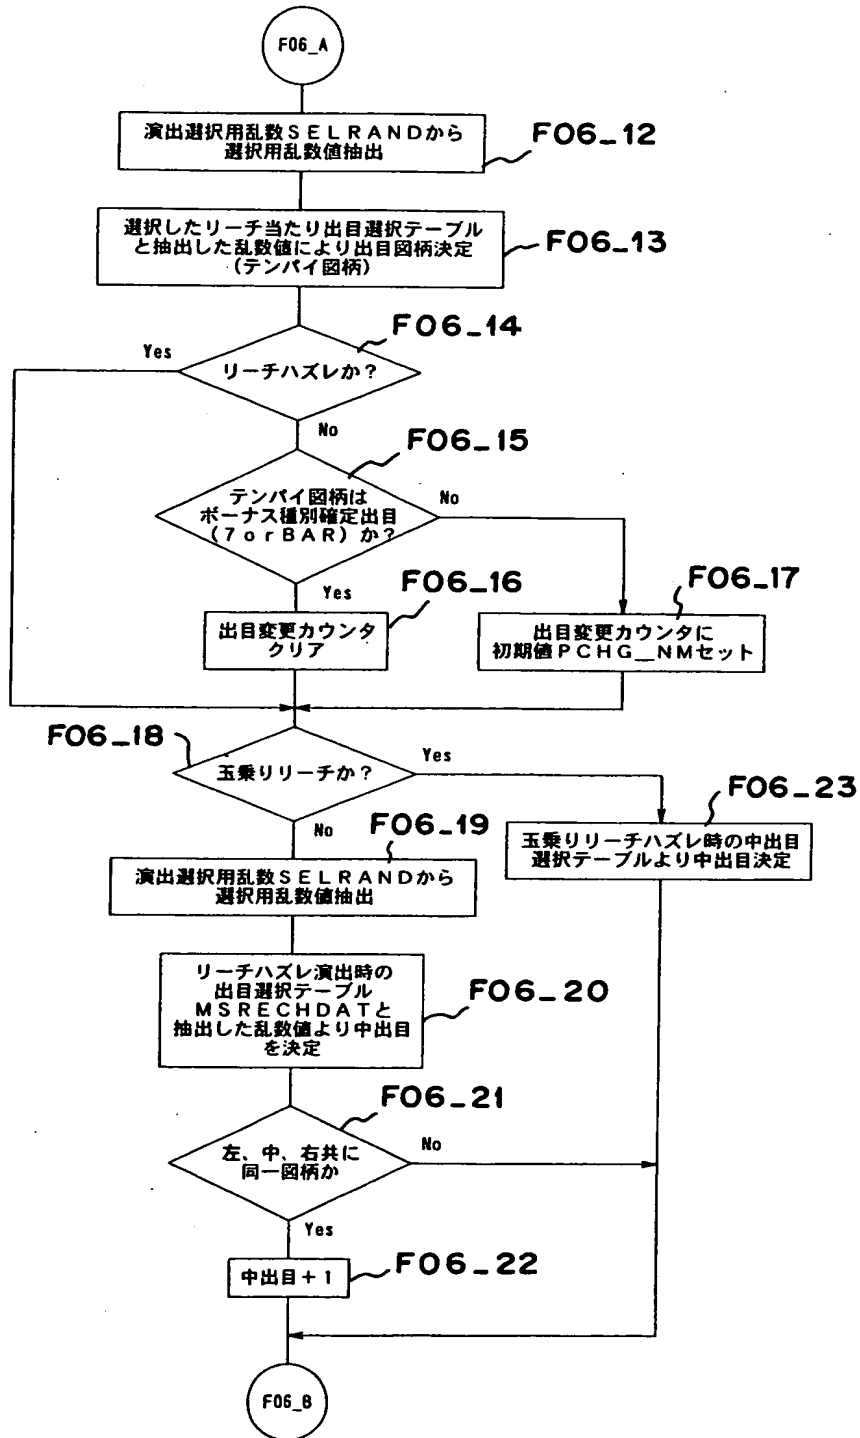 F06_A
演出選択用乱数SELRANDから
選択用乱数値抽出
F06_12
選択したリーチ当たり出目選択テーブル
と抽出した乱数値により出目図柄決定
(テンパイ図柄)
F06_13
F06_14
Yes
リーチハズレか?
No
F06_15
テンパイ図柄は
ボーナス種別確定出目
(7orBAR)か?
No
Yes
F06_16
F06_17
出目変更カウンタ
クリア
出目変更カウンタに
初期値PCHG_NMセット
F06_18
玉乗りリーチか?
Yes
F06_23
No
F06_19
玉乗りリーチハズレ時の中出目
選択テーブルより中出目決定
演出選択用乱数SELRANDから
選択用乱数値抽出
リーチハズレ演出時の
出目選択テーブル
MSRECHDATと
抽出した乱数値より中出目
を決定
F06_20
F06_21
左、中、右共に
同一図柄か
No
Yes
中出目+1
F06_22
F06_B